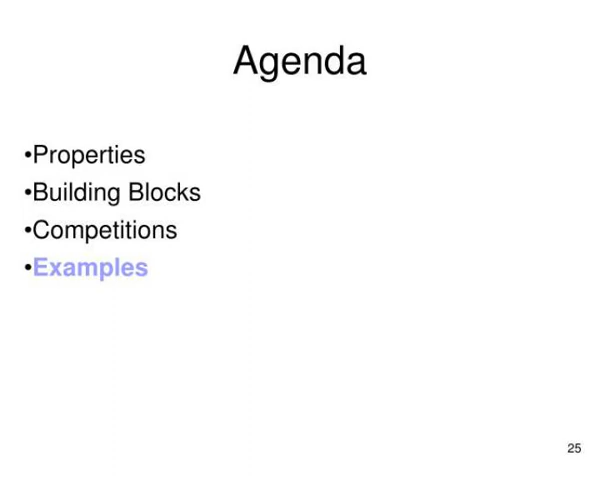 Agenda
•Properties
•Building Blocks
•Competitions
•Examples
25